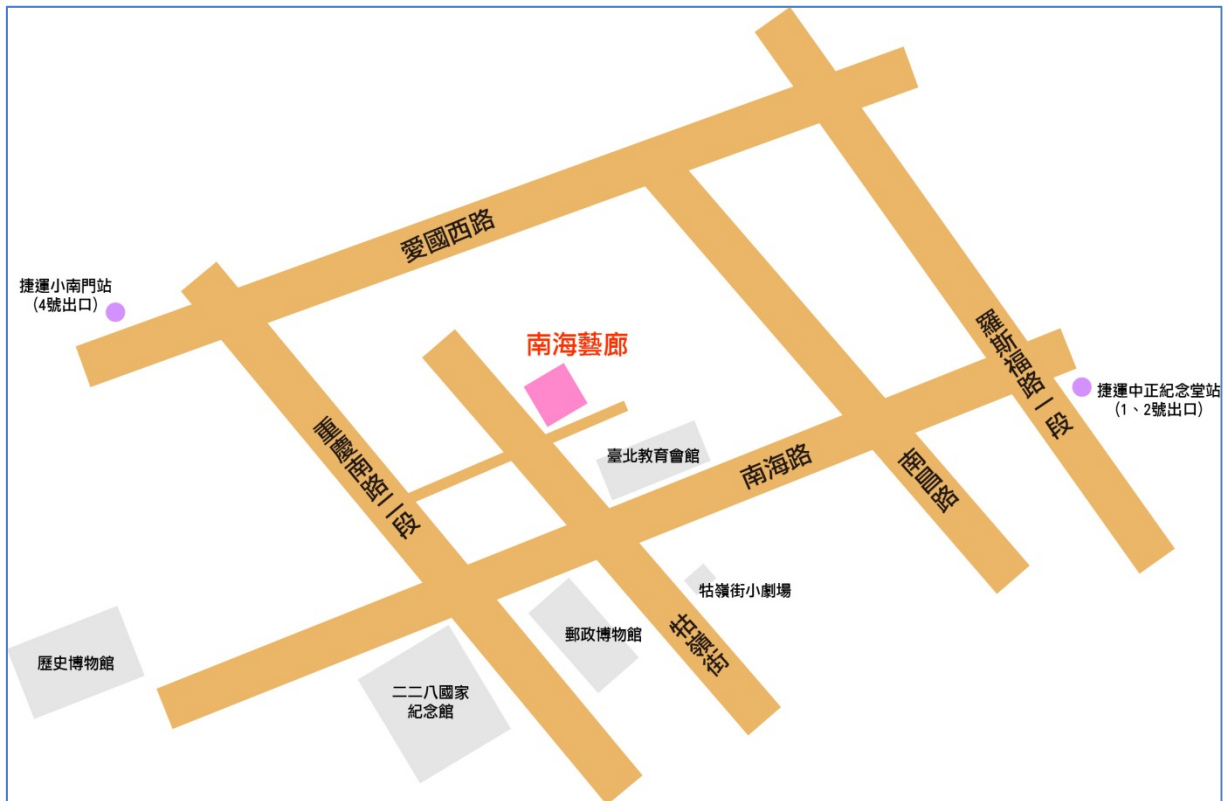 愛國西路
捷運小南門站
(4號出口)
南海藝廊
羅斯福路一段
捷運中正紀念堂站
(1、2號出口)
重慶南路二段
臺北教育會館
南海路
南昌路
牯嶺街小劇場
郵政博物館
牯嶺街
歷史博物館
二二八國家
紀念館